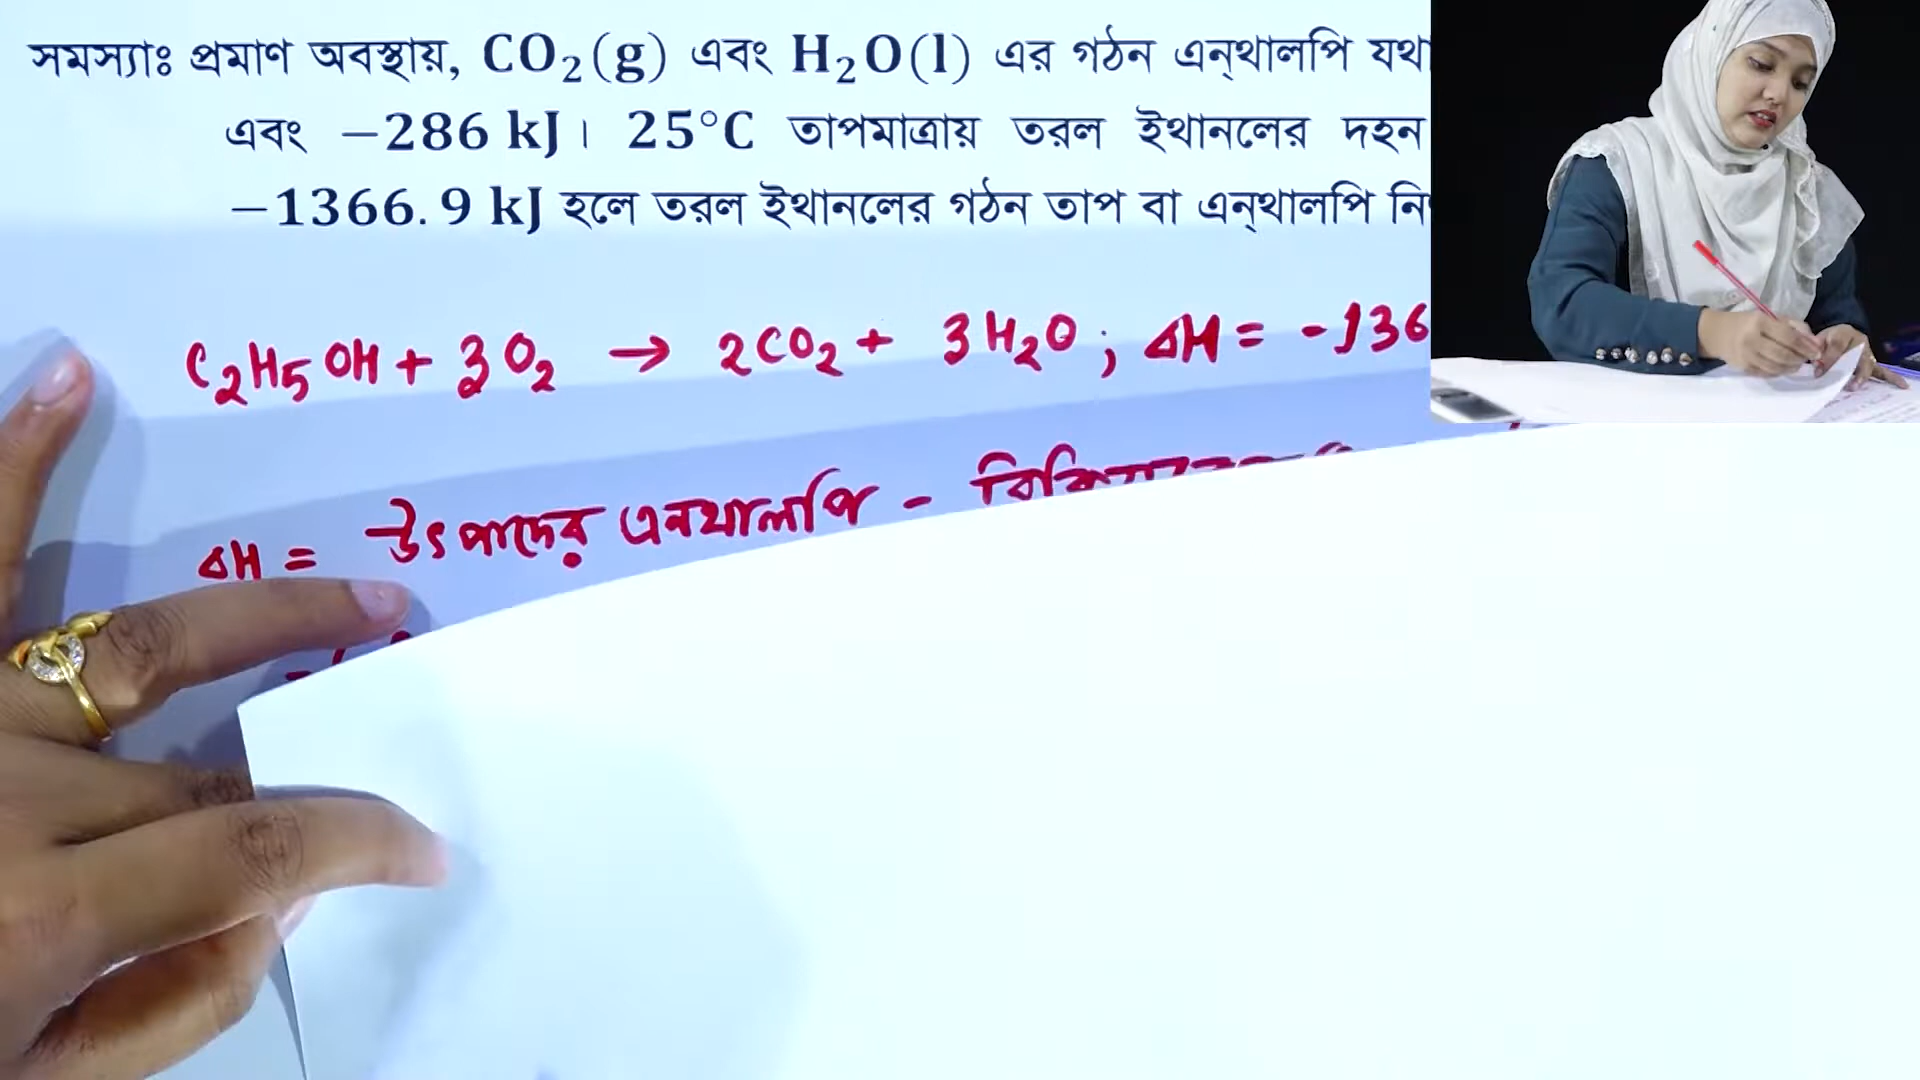 সমস্যাঃ প্রমাণ অবস্থায়, CO₂(g) এবং H₂O(l) এর গঠন এন্‌থালপি যথা
এবং −286 kJ। 25°C তাপমাত্রায় তরল ইথানলের দহন
−1366.9 kJ হলে তরল ইথানলের গঠন তাপ বা এন্‌থালপি
C₂H₅OH + 3O₂ → 2CO₂ + 3H₂O ; ΔH = -136
ΔH = উৎপাদের এনথালপি -